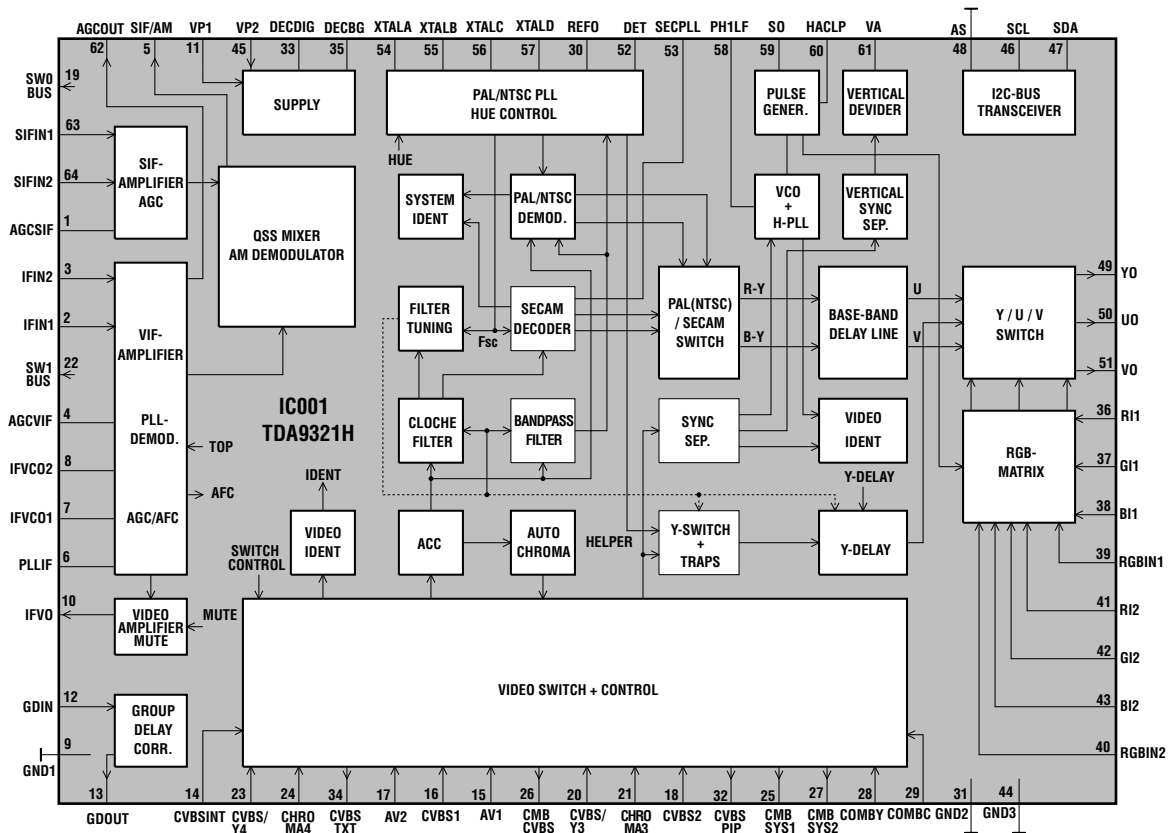 AGCOUT SIF/AM VP1 VP2 DECDIG DECBG XTALA XTALB XTALC XTALD REFO DET SECPLL PH1LF SO HACLP VA AS SCL SDA
62 5 11 45 33 35 54 55 56 57 30 52 53 58 59 60 61 48 46 47
SW0
BUS
19
SUPPLY
PAL/NTSC PLL
HUE CONTROL
PULSE
GENER.
VERTICAL
DEVIDER
I2C-BUS
TRANSCEIVER
SIFIN1
63
SIFIN2
64
AGCSIF
1
SIF-
AMPLIFIER
AGC
HUE
SYSTEM
IDENT
PAL/NTSC
DEMOD.
VCO
+
H-PLL
VERTICAL
SYNC
SEP.
QSS MIXER
AM DEMODULATOR
IFIN2
3
IFIN1
2
SW1
BUS
22
AGCVIF
4
IFVCO2
8
IFVCO1
7
PLLIF
6
VIF-
AMPLIFIER
PLL-
DEMOD.
AGC/AFC
TOP
AFC
FILTER
TUNING
Fsc
SECAM
DECODER
PAL(NTSC)
/ SECAM
SWITCH
R-Y
B-Y
BASE-BAND
DELAY LINE
U
V
Y / U / V
SWITCH
49
YO
50
UO
51
VO
IC001
TDA9321H
CLOCHE
FILTER
BANDPASS
FILTER
SYNC
SEP.
VIDEO
IDENT
RGB-
MATRIX
36
RI1
37
GI1
38
BI1
39
RGBIN1
41
RI2
42
GI2
43
BI2
40
RGBIN2
IDENT
VIDEO
IDENT
SWITCH
CONTROL
ACC
AUTO
CHROMA
HELPER
Y-SWITCH
+
TRAPS
Y-DELAY
Y-DELAY
IFVO
10
VIDEO
AMPLIFIER
MUTE
MUTE
VIDEO SWITCH + CONTROL
GDIN
12
GROUP
DELAY
CORR.
9
GND1
13 14 23 24 34 17 16 15 26 20 21 18 32 25 27 28 29 31 44
GDOUT
CVBSINT
CVBS/
Y4
CHRO
MA4
CVBS
TXT
AV2
CVBS1
AV1
CMB
CVBS
CVBS/
Y3
CHRO
MA3
CVBS2
CVBS
PIP
CMB
SYS1
CMB
SYS2
COMBY
COMBC
GND2
GND3